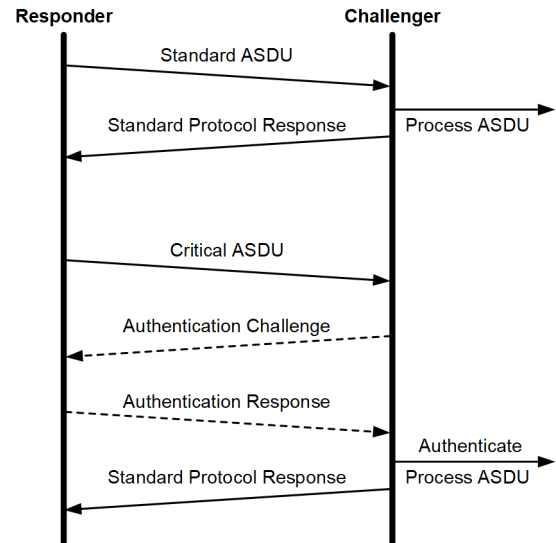 Responder
Challenger
Standard ASDU
Standard Protocol Response
Process ASDU
Critical ASDU
Authentication Challenge
Authentication Response
Authenticate
Standard Protocol Response
Process ASDU